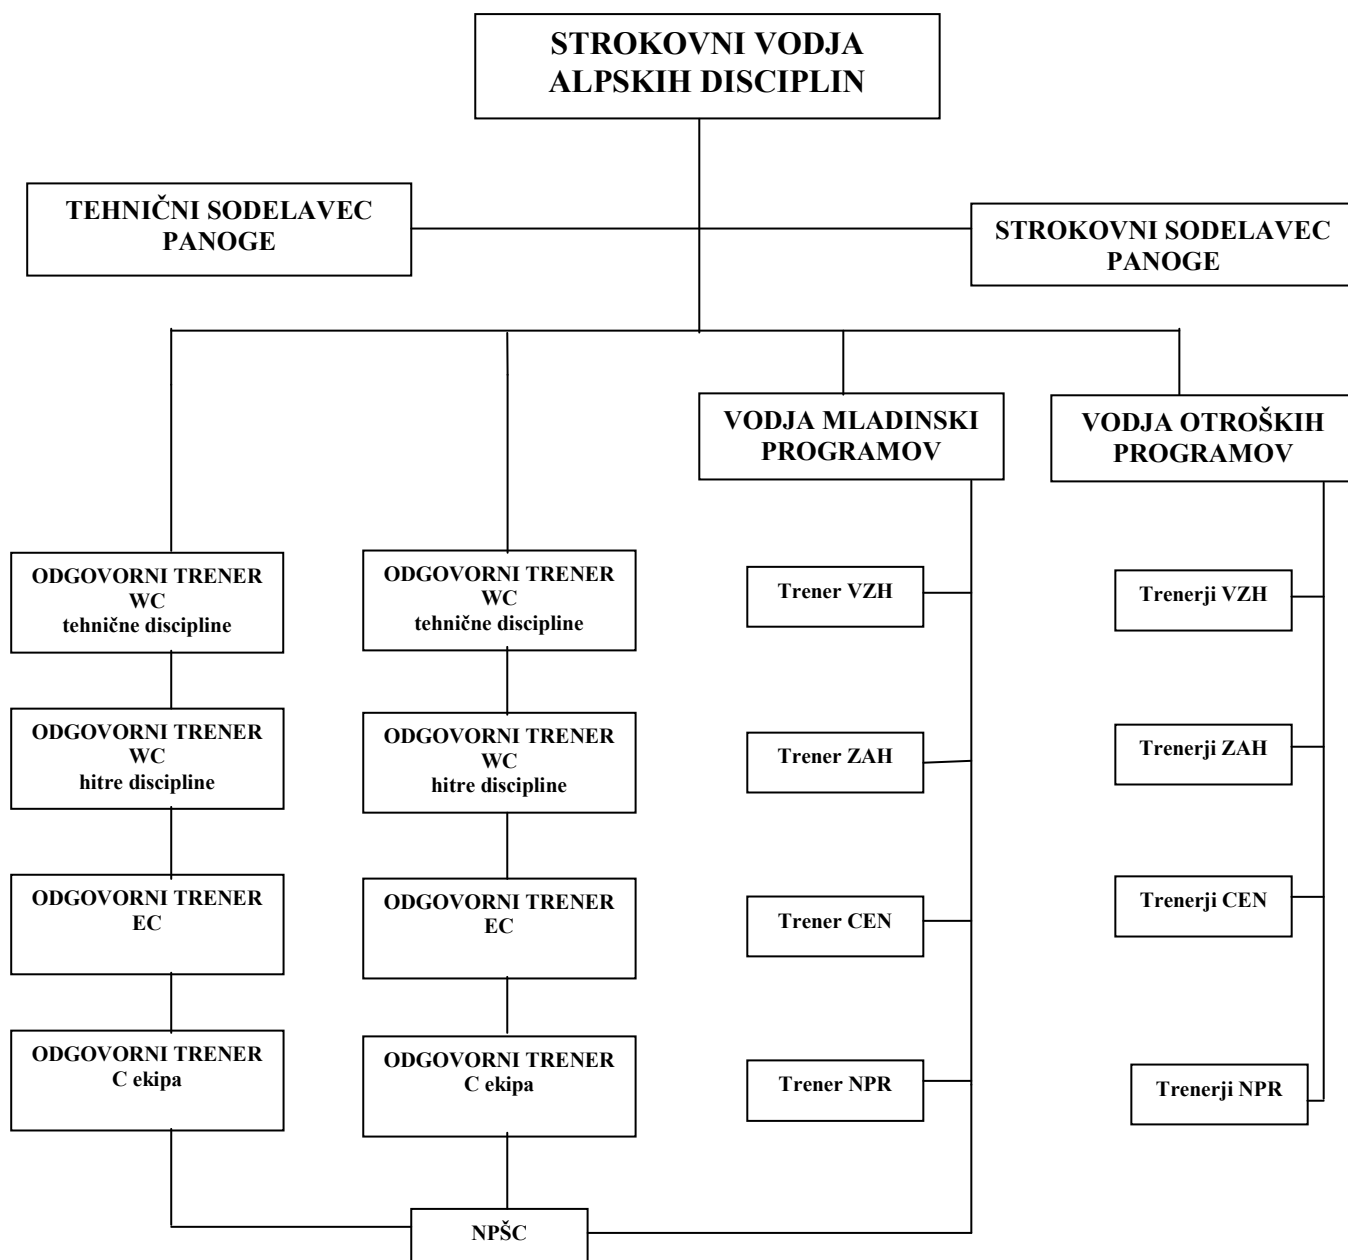 STROKOVNI VODJA
ALPSKIH DISCIPLIN
TEHNIČNI SODELAVEC
PANOGE
STROKOVNI SODELAVEC
PANOGE
VODJA MLADINSKI
PROGRAMOV
VODJA OTROŠKIH
PROGRAMOV
ODGOVORNI TRENER
WC
tehnične discipline
ODGOVORNI TRENER
WC
tehnične discipline
Trener VZH
Trenerji VZH
ODGOVORNI TRENER
WC
hitre discipline
ODGOVORNI TRENER
WC
hitre discipline
Trener ZAH
Trenerji ZAH
ODGOVORNI TRENER
EC
ODGOVORNI TRENER
EC
Trener CEN
Trenerji CEN
ODGOVORNI TRENER
C ekipa
ODGOVORNI TRENER
C ekipa
Trener NPR
Trenerji NPR
NPŠC